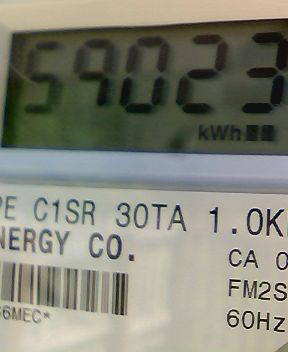 59023
kWh
PE C1SR 30TA 1.0K
NERGY CO.
CA 0
FM2S
6MEC*
60Hz